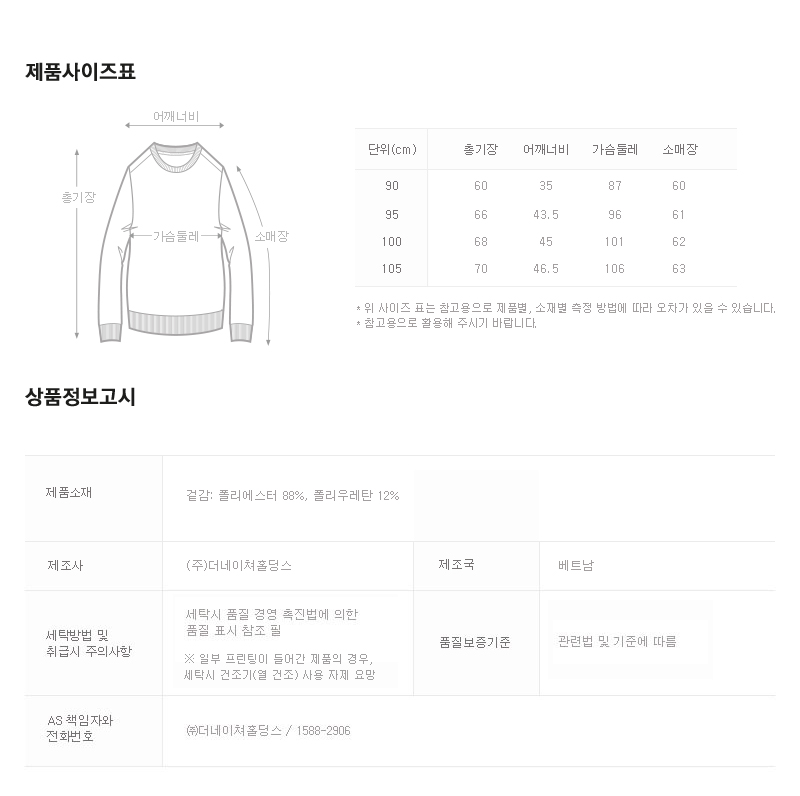 제품사이즈표
어깨너비
총기장
가슴둘레
소매장
단위(cm) 총기장 어깨너비 가슴둘레 소매장
90 60 35 87 60
95 66 43.5 96 61
100 68 45 101 62
105 70 46.5 106 63
* 위 사이즈 표는 참고용으로 제품별, 소재별 측정 방법에 따라 오차가 있을 수 있습니다.
* 참고용으로 활용해 주시기 바랍니다.
상품정보고시
제품소재 겉감: 폴리에스터 88%, 폴리우레탄 12%
제조사 (주)더네이쳐홀딩스 제조국 베트남
세탁방법 및
취급시 주의사항
세탁시 품질 경영 촉진법에 의한
품질 표시 참조 필
※ 일부 프린팅이 들어간 제품의 경우,
세탁시 건조기(열 건조) 사용 자제 요망
품질보증기준 관련법 및 기준에 따름
AS 책임자와
전화번호
㈜더네이쳐홀딩스 / 1588-2906